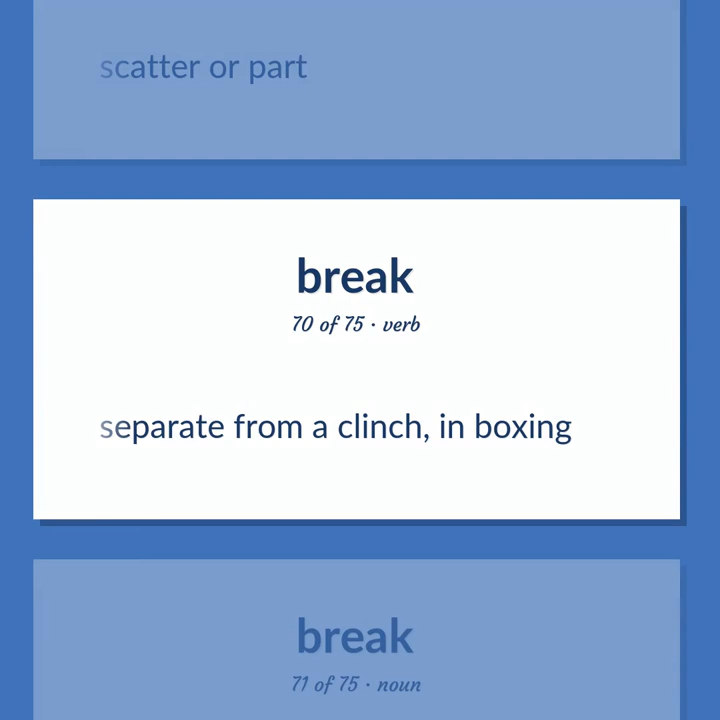 scatter or part
break
70 of 75 · verb
separate from a clinch, in boxing
break
71 of 75 · noun